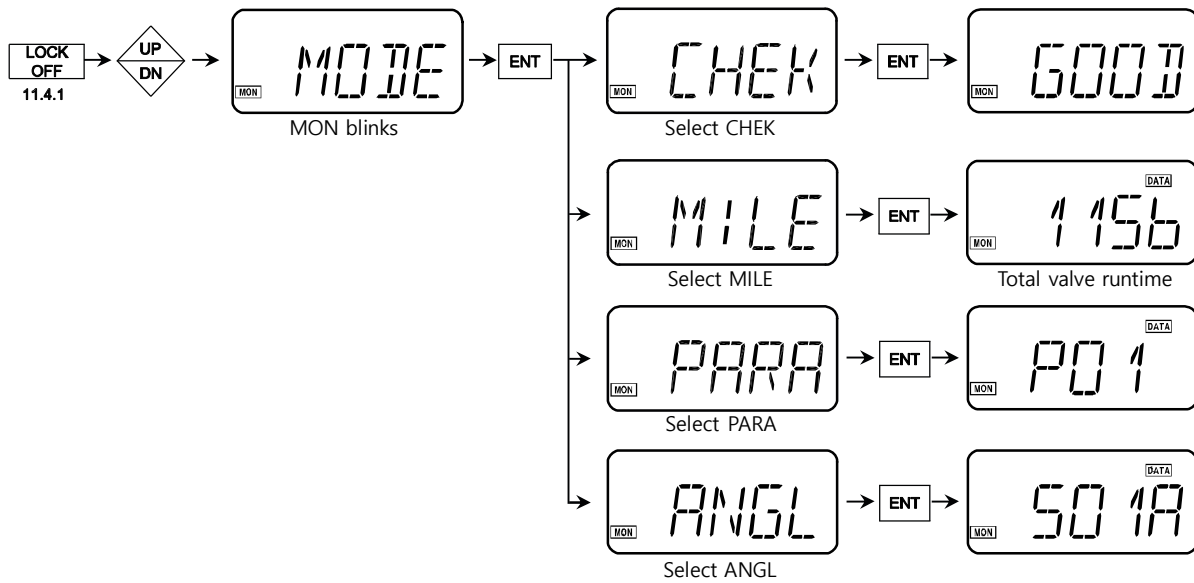 LOCK
OFF
11.4.1
UP
DN
MODE
MON
MON blinks
ENT
CHEK
MON
Select CHEK
ENT
GOOD
MON
MILE
MON
Select MILE
ENT
DATA
1156
MON
Total valve runtime
PARA
MON
Select PARA
ENT
DATA
P01
MON
ANGL
MON
Select ANGL
ENT
DATA
S01A
MON